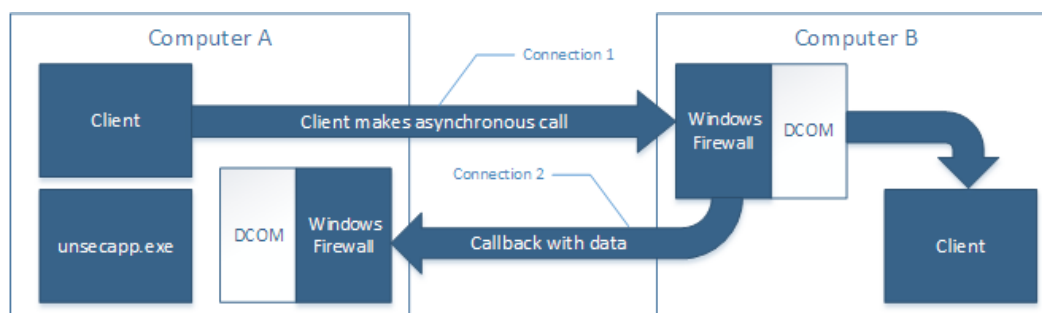 Computer A
Computer B
Connection 1
Client
Client makes asynchronous call
Windows
Firewall
DCOM
Connection 2
unsecapp.exe
DCOM
Windows
Firewall
Callback with data
Client